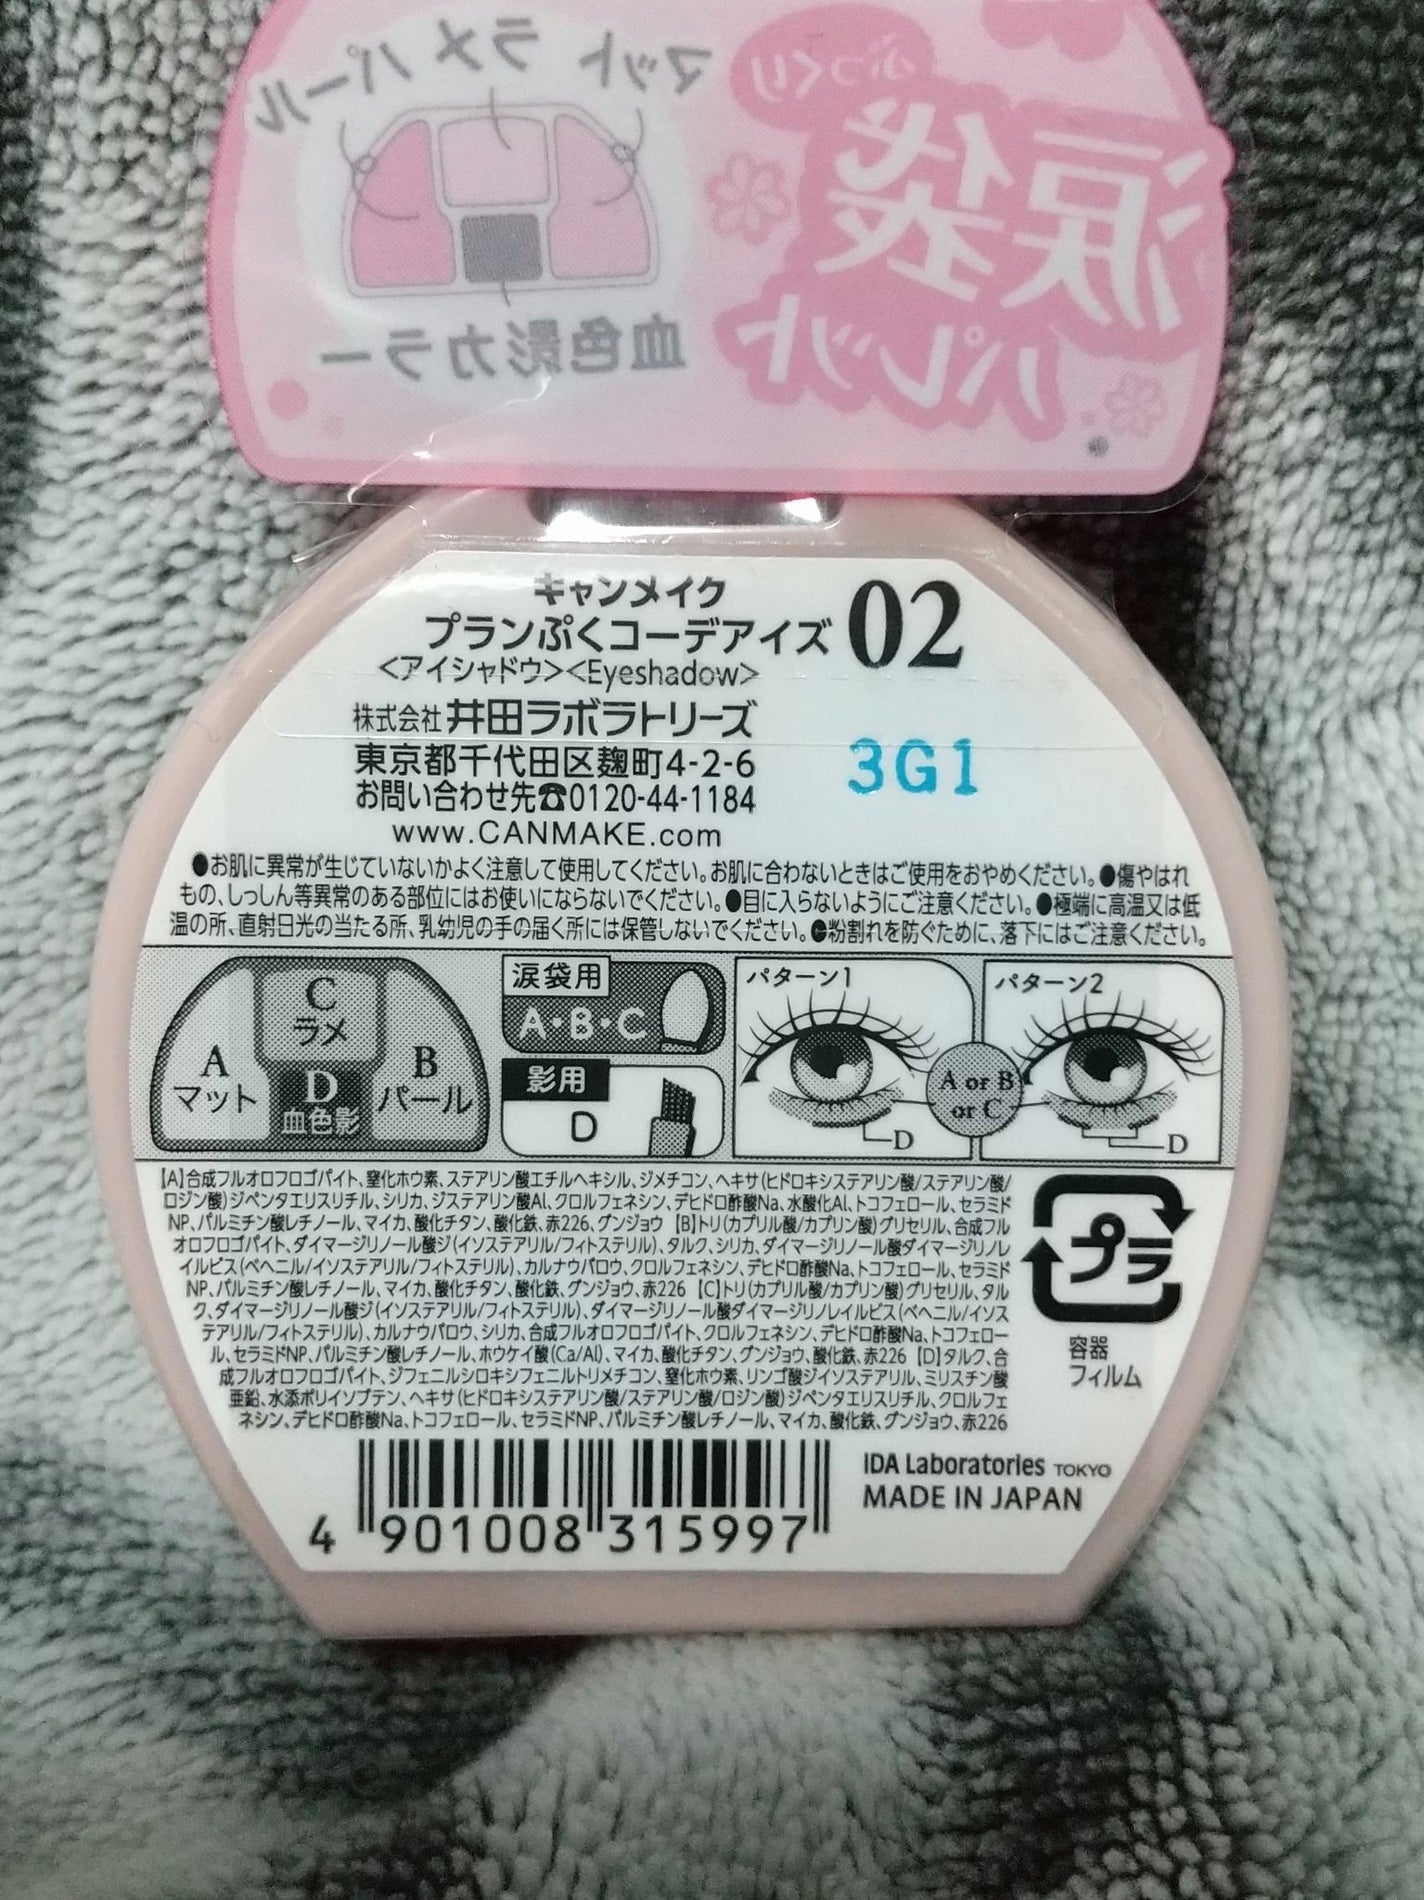 ぷっくり
涙袋
パレット
マット ラメ パール
血色影カラー
キャンメイク
プランぷくコーデアイズ 02
<アイシャドウ><Eyeshadow>
株式会社 井田ラボラトリーズ
東京都千代田区麹町4-2-6
お問い合わせ先☎0120-44-1184
www.CANMAKE.com
3G1
●お肌に異常が生じていないかよく注意して使用してください。お肌に合わないときはご使用をおやめください。●傷やはれ
もの、しっしん等異常のある部位にはお使いにならないでください。●目に入らないようにご注意ください。●極端に高温又は低
温の所、直射日光の当たる所、乳幼児の手の届く所には保管しないでください。●粉割れを防ぐために、落下にはご注意ください。
A
マット
C
ラメ
D
血色影
B
パール
涙袋用
A・B・C
影用
D
パターン1
D
A or B
or C
パターン2
D
【A】合成フルオロフロゴパイト、窒化ホウ素、ステアリン酸エチルヘキシル、ジメチコン、ヘキサ(ヒドロキシステアリン酸/ステアリン酸/
ロジン酸)ジペンタエリスリチル、シリカ、ジステアリン酸Al、クロルフェネシン、デヒドロ酢酸Na、水酸化Al、トコフェロール、セラミド
NP、パルミチン酸レチノール、マイカ、酸化チタン、酸化鉄、赤226、グンジョウ 【B】トリ(カプリル酸/カプリン酸)グリセリル、合成フル
オロフロゴパイト、ダイマージリノール酸ジ(イソステアリル/フィトステリル)、タルク、シリカ、ダイマージリノール酸ダイマージリノレ
イルビス(ベヘニル/イソステアリル/フィトステリル)、カルナウバロウ、クロルフェネシン、デヒドロ酢酸Na、トコフェロール、セラミド
NP、パルミチン酸レチノール、マイカ、酸化チタン、酸化鉄、グンジョウ、赤226 【C】トリ(カプリル酸/カプリン酸)グリセリル、タル
ク、ダイマージリノール酸ジ(イソステアリル/フィトステリル)、ダイマージリノール酸ダイマージリノレイルビス(ベヘニル/イソス
テアリル/フィトステリル)、カルナウバロウ、シリカ、合成フルオロフロゴパイト、クロルフェネシン、デヒドロ酢酸Na、トコフェロー
ル、セラミドNP、パルミチン酸レチノール、ホウケイ酸(Ca/Al)、マイカ、酸化チタン、グンジョウ、酸化鉄、赤226 【D】タルク、合
成フルオロフロゴパイト、ジフェニルシロキシフェニルトリメチコン、窒化ホウ素、リンゴ酸ジイソステアリル、ミリスチン酸
亜鉛、水添ポリイソブテン、ヘキサ(ヒドロキシステアリン酸/ステアリン酸/ロジン酸)ジペンタエリスリチル、クロルフェ
ネシン、デヒドロ酢酸Na、トコフェロール、セラミドNP、パルミチン酸レチノール、マイカ、酸化鉄、グンジョウ、赤226
プラ
容器
フィルム
4 901008 315997
IDA Laboratories TOKYO
MADE IN JAPAN